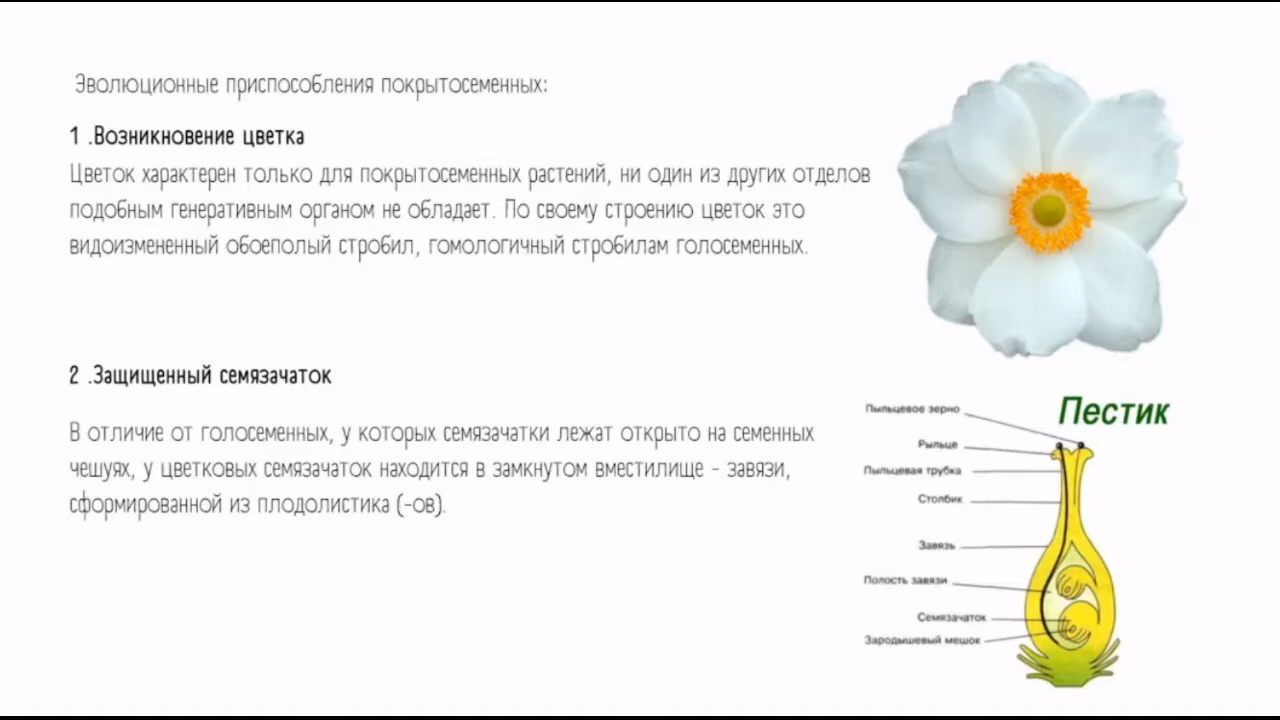 Эволюционные приспособления покрытосеменных:
1 .Возникновение цветка
Цветок характерен только для покрытосеменных растений, ни один из других отделов
подобным генеративным органом не обладает. По своему строению цветок это
видоизмененный обоеполый стробил, гомологичный стробилам голосеменных.
2 .Защищенный семязачаток
В отличие от голосеменных, у которых семязачатки лежат открыто на семенных
чешуях, у цветковых семязачаток находится в замкнутом вместилище - завязи,
сформированной из плодолистика (-ов).
Пестик
Пыльцевое зерно
Рыльце
Пыльцевая трубка
Столбик
Завязь
Полость завязи
Семязачаток
Зародышевый мешок